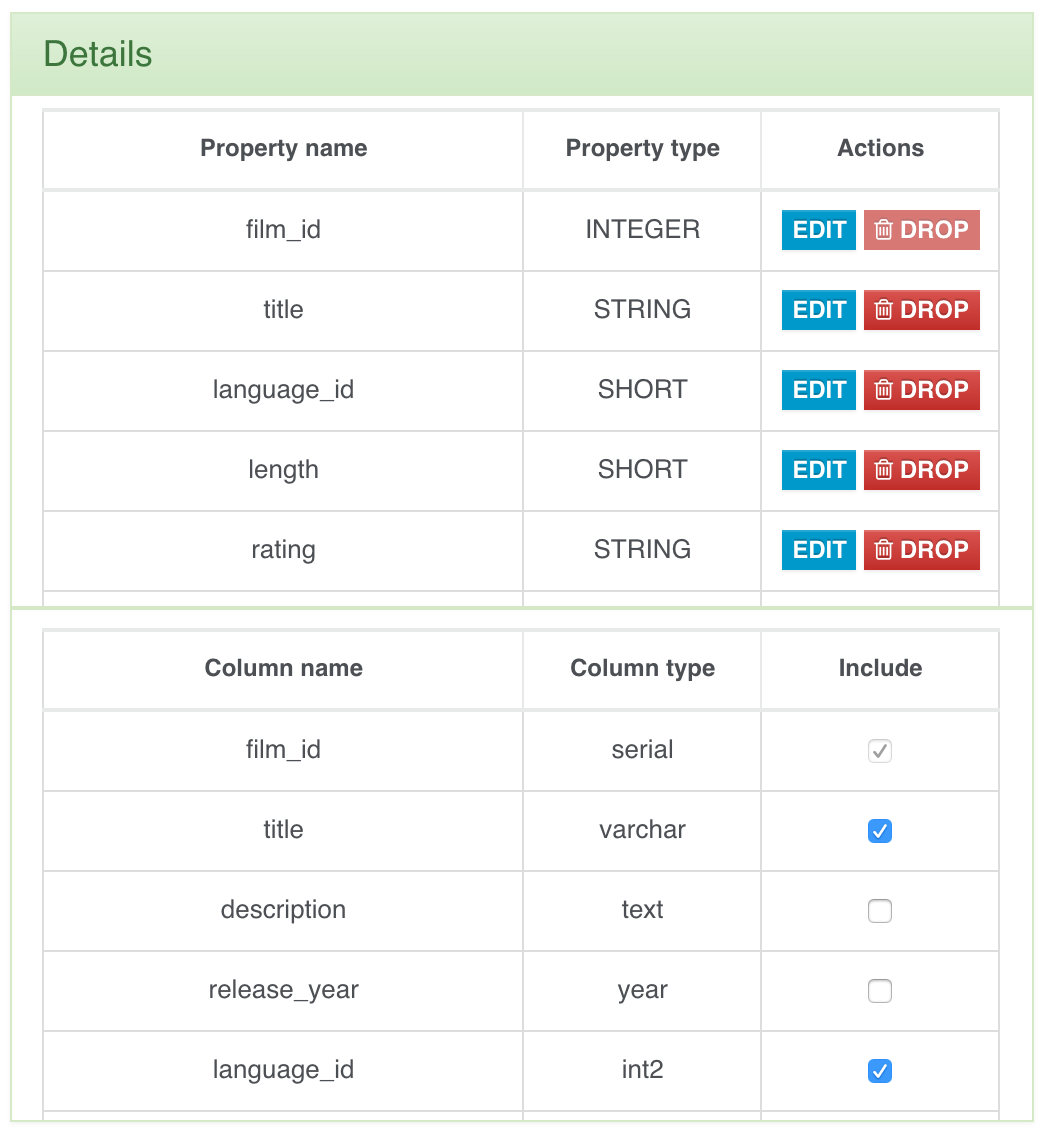 Details
Property name Property type Actions
film_id INTEGER EDIT DROP
title STRING EDIT DROP
language_id SHORT EDIT DROP
length SHORT EDIT DROP
rating STRING EDIT DROP
Column name Column type Include
film_id serial
title varchar
description text
release_year year
language_id int2